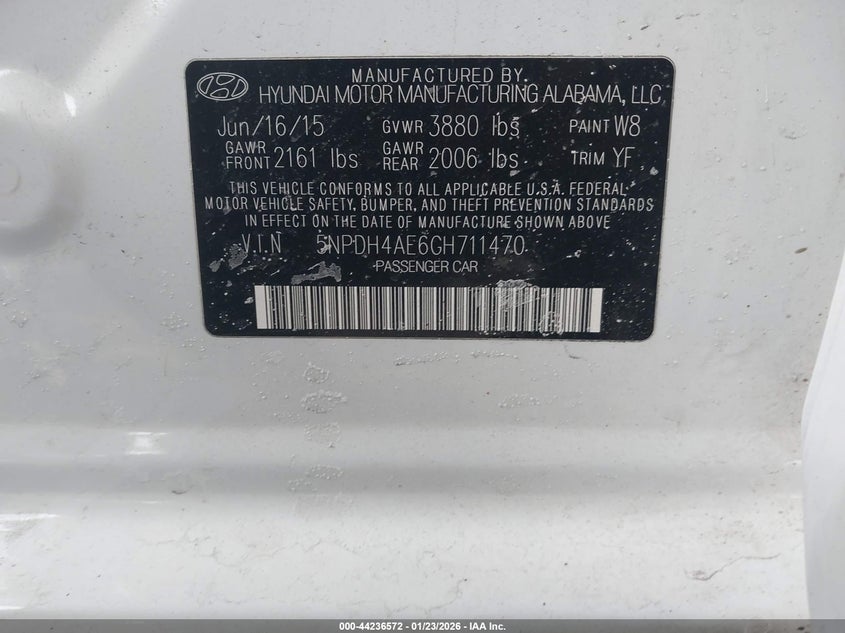 MANUFACTURED BY
HYUNDAI MOTOR MANUFACTURING ALABAMA, LLC
Jun/16/15 GVWR 3880 lbs PAINT W8
GAWR FRONT 2161 lbs GAWR REAR 2006 lbs TRIM YF
THIS VEHICLE CONFORMS TO ALL APPLICABLE U.S.A. FEDERAL
MOTOR VEHICLE SAFETY, BUMPER, AND THEFT PREVENTION STANDARDS
IN EFFECT ON THE DATE OF MANUFACTURE SHOWN ABOVE
V.I.N 5NPDH4AE6GH711470
PASSENGER CAR
000-44236572 — 01/23/2026 — IAA Inc.